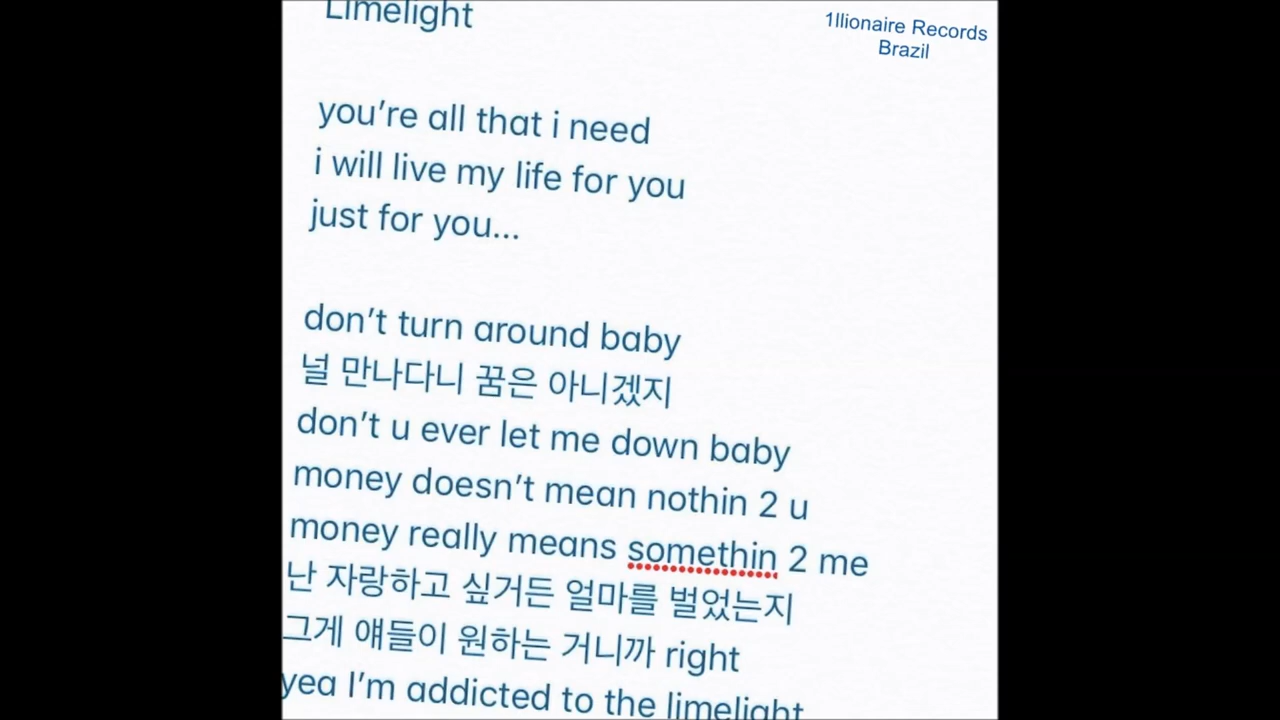 Limelight
1llionaire Records
Brazil
you're all that i need
i will live my life for you
just for you...
don't turn around baby
널 만나다니 꿈은 아니겠지
don't u ever let me down baby
money doesn't mean nothin 2 u
money really means somethin 2 me
난 자랑하고 싶거든 얼마를 벌었는지
그게 얘들이 원하는 거니까 right
yea I'm addicted to the limelight